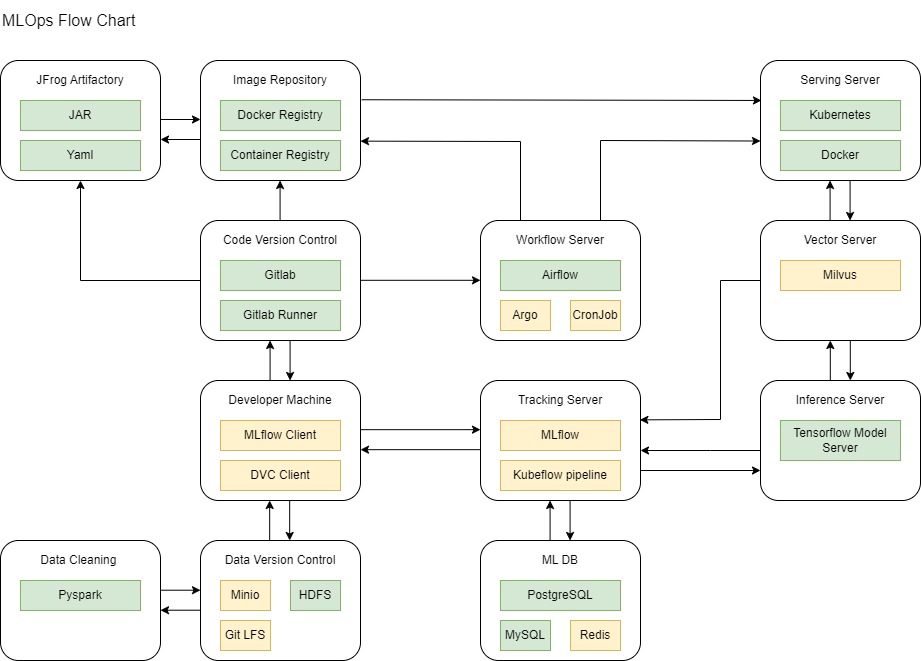 MLOps Flow Chart
JFrog Artifactory
JAR
Yaml
Image Repository
Docker Registry
Container Registry
Serving Server
Kubernetes
Docker
Code Version Control
Gitlab
Gitlab Runner
Workflow Server
Airflow
Argo
CronJob
Vector Server
Milvus
Developer Machine
MLflow Client
DVC Client
Tracking Server
MLflow
Kubeflow pipeline
Inference Server
Tensorflow Model
Server
Data Cleaning
Pyspark
Data Version Control
Minio
HDFS
Git LFS
ML DB
PostgreSQL
MySQL
Redis